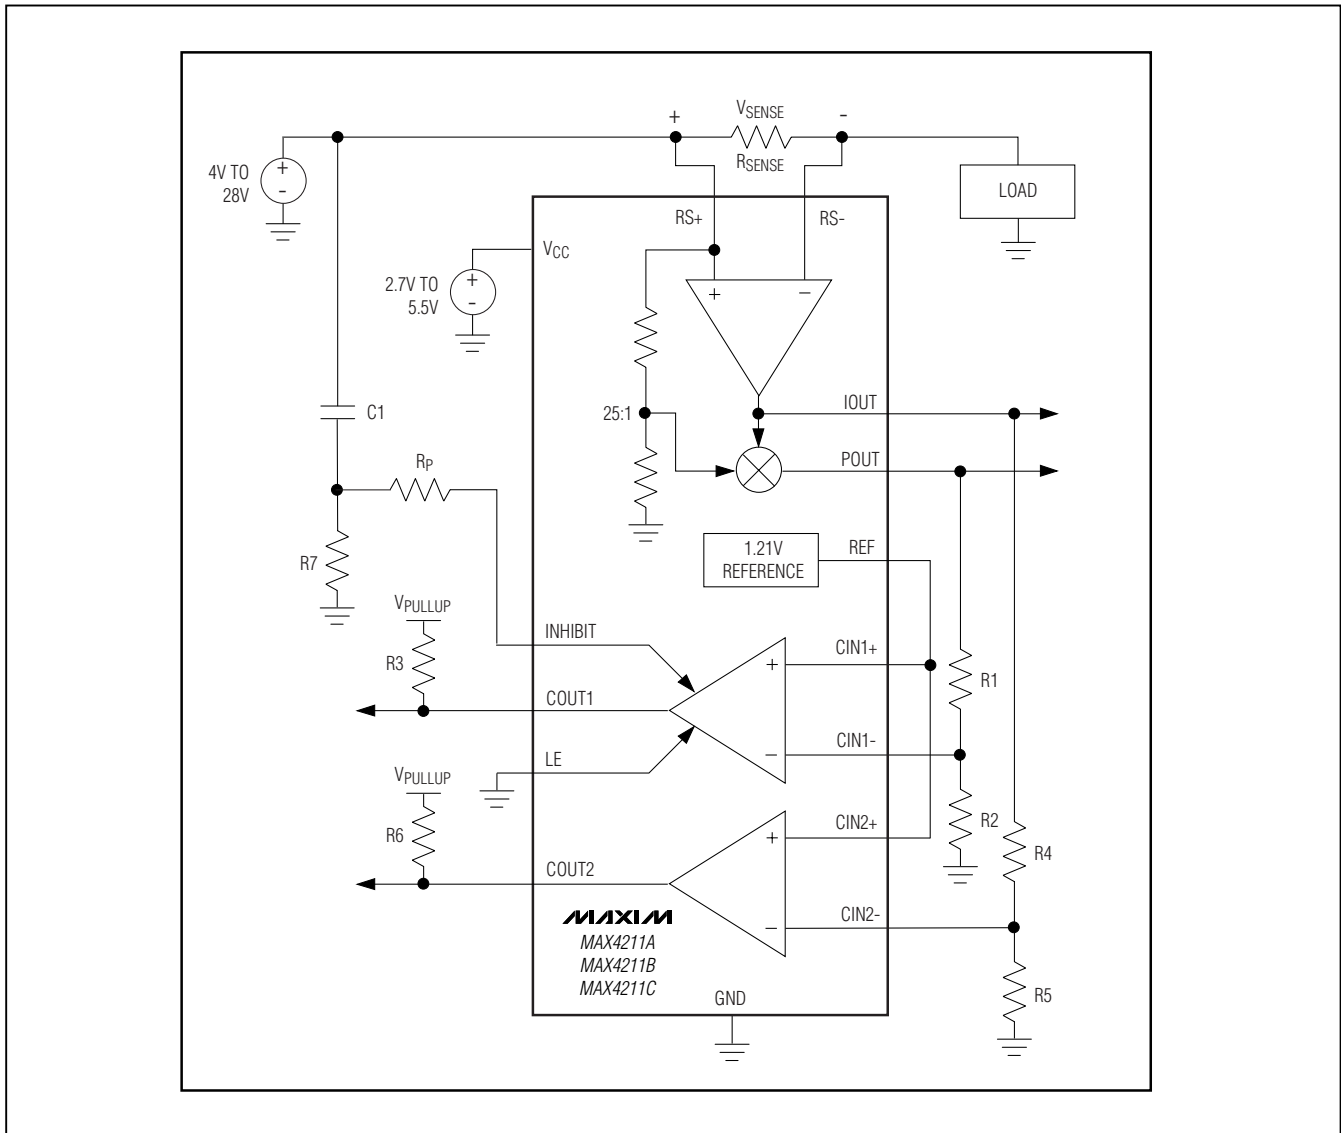 +
VSENSE
-
RSENSE
4V TO
28V
+
-
LOAD
RS+
RS-
VCC
2.7V TO
5.5V
+
-
+
−
C1
25:1
IOUT
RP
POUT
R7
1.21V
REFERENCE
REF
VPULLUP
INHIBIT
R3
+
CIN1+
R1
COUT1
LE
−
CIN1-
VPULLUP
R6
+
CIN2+
R2
R4
COUT2
−
CIN2-
MAXIM
MAX4211A
MAX4211B
MAX4211C
GND
R5